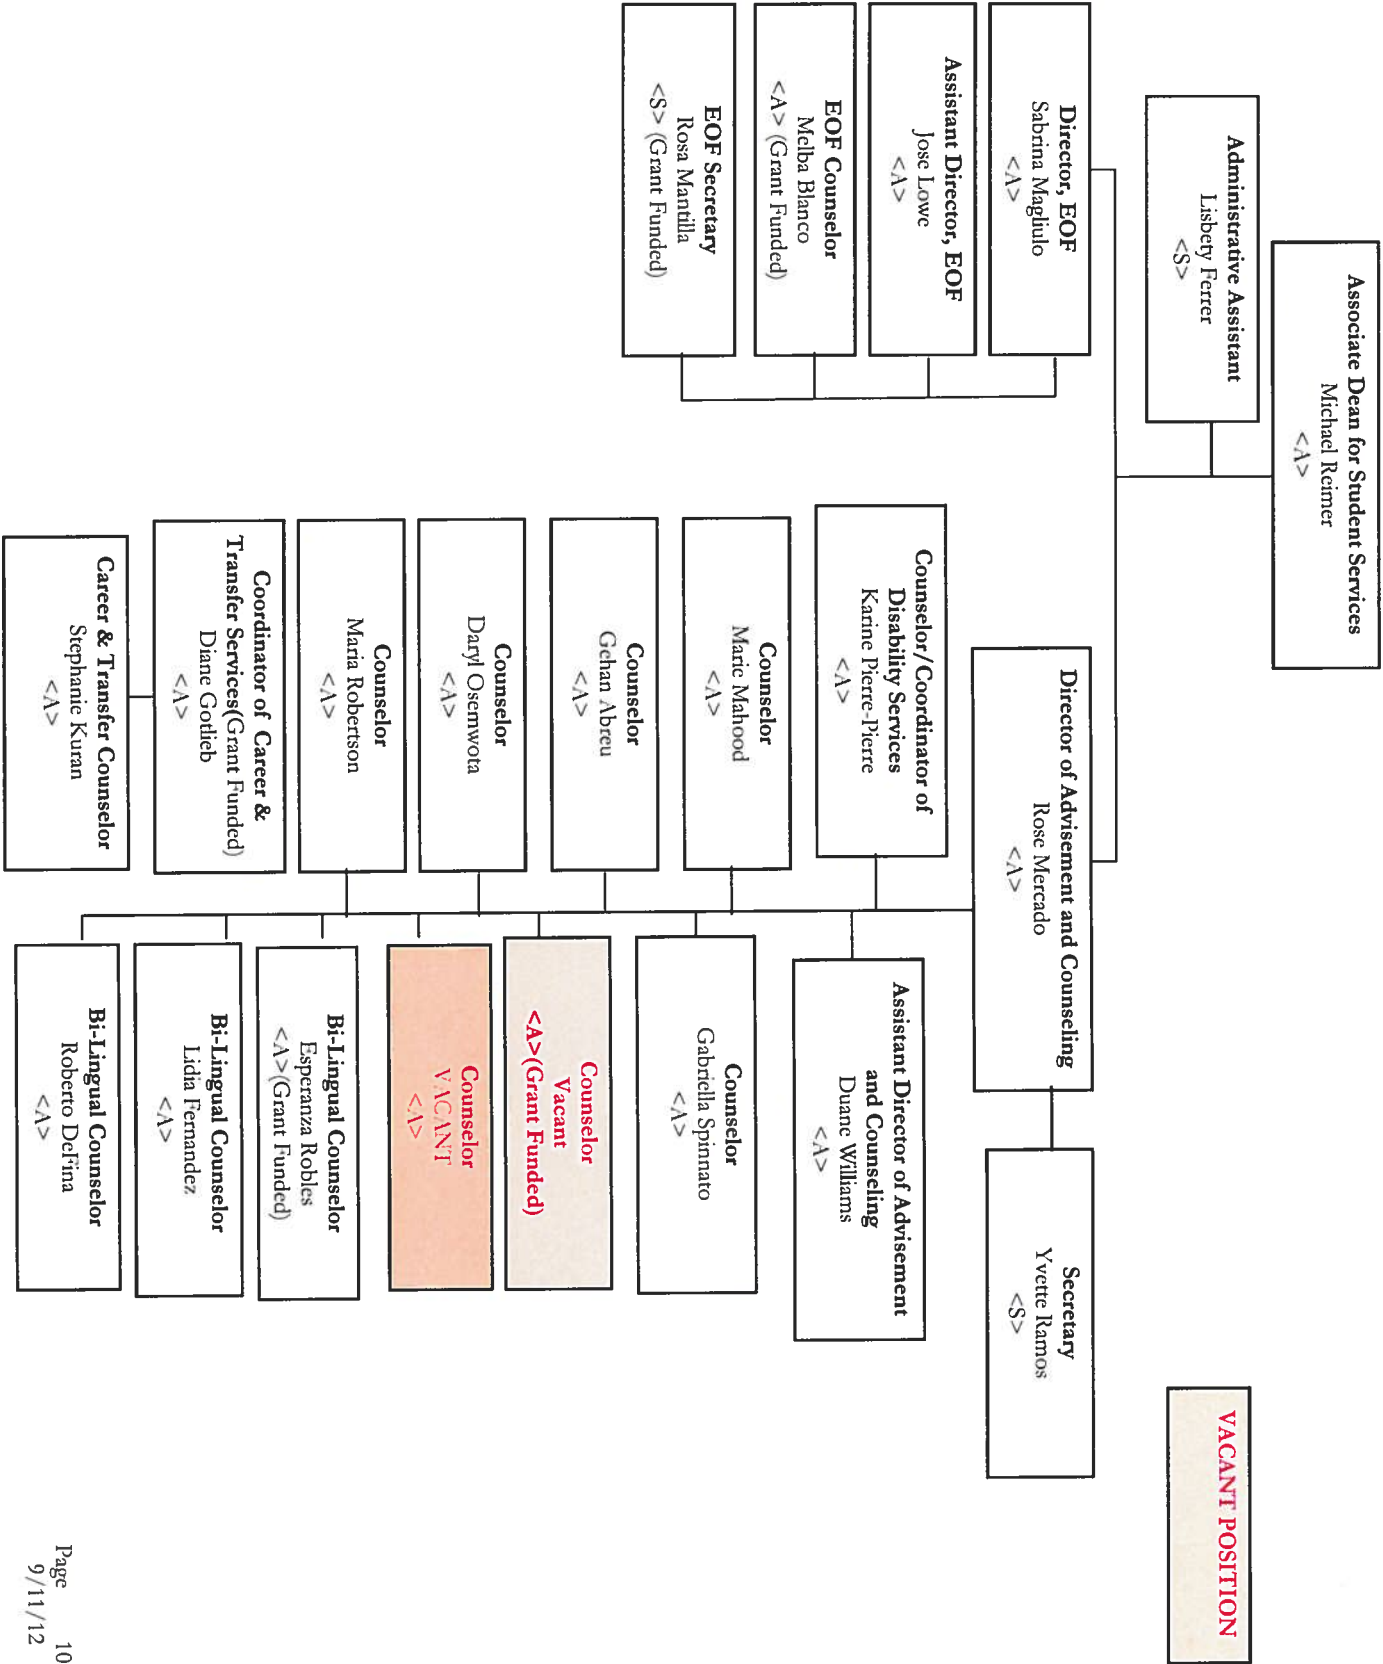 Associate Dean for Student Services
Michael Reimer
<A>
Administrative Assistant
Lisbety Ferrer
<S>
VACANT POSITION
Director, EOF
Sabrina Magliulo
<A>
Assistant Director, EOF
Jose Lowe
<A>
EOF Counselor
Melba Blanco
<A> (Grant Funded)
EOF Secretary
Rosa Mantilla
<S> (Grant Funded)
Director of Advisement and Counseling
Rose Mercado
<A>
Secretary
Yvette Ramos
<S>
Counselor/Coordinator of
Disability Services
Karine Pierre-Pierre
<A>
Counselor
Marie Mahood
<A>
Counselor
Gehan Abreu
<A>
Counselor
Daryl Osemwota
<A>
Counselor
Maria Robertson
<A>
Coordinator of Career &
Transfer Services(Grant Funded)
Diane Gotlieb
<A>
Career & Transfer Counselor
Stephanie Kuran
<A>
Assistant Director of Advisement
and Counseling
Duane Williams
<A>
Counselor
Gabriella Spinnato
<A>
Counselor
Vacant
<A>(Grant Funded)
Counselor
VACANT
<A>
Bi-Lingual Counselor
Esperanza Robles
<A>(Grant Funded)
Bi-Lingual Counselor
Lidia Fernandez
<A>
Bi-Lingual Counselor
Roberto DeFina
<A>
Page 10
9/11/12